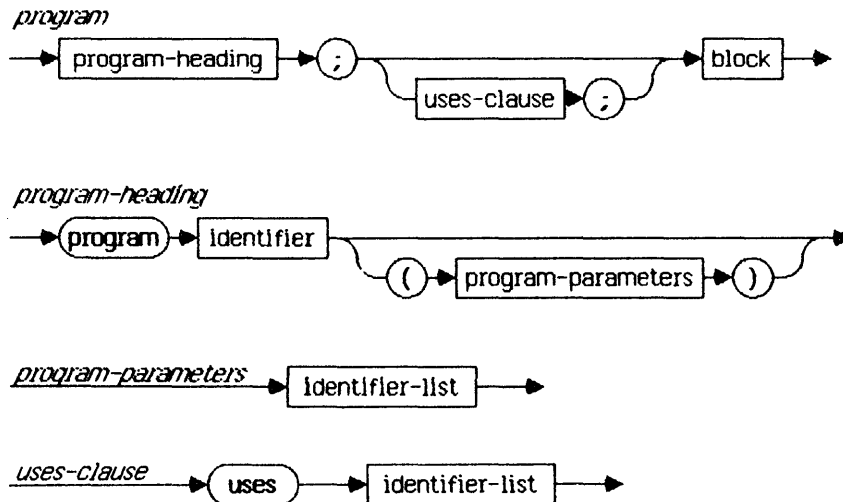 program
program-heading ; block
uses-clause ;
program-heading
program identifier
( program-parameters )
program-parameters identifier-list
uses-clause uses identifier-list